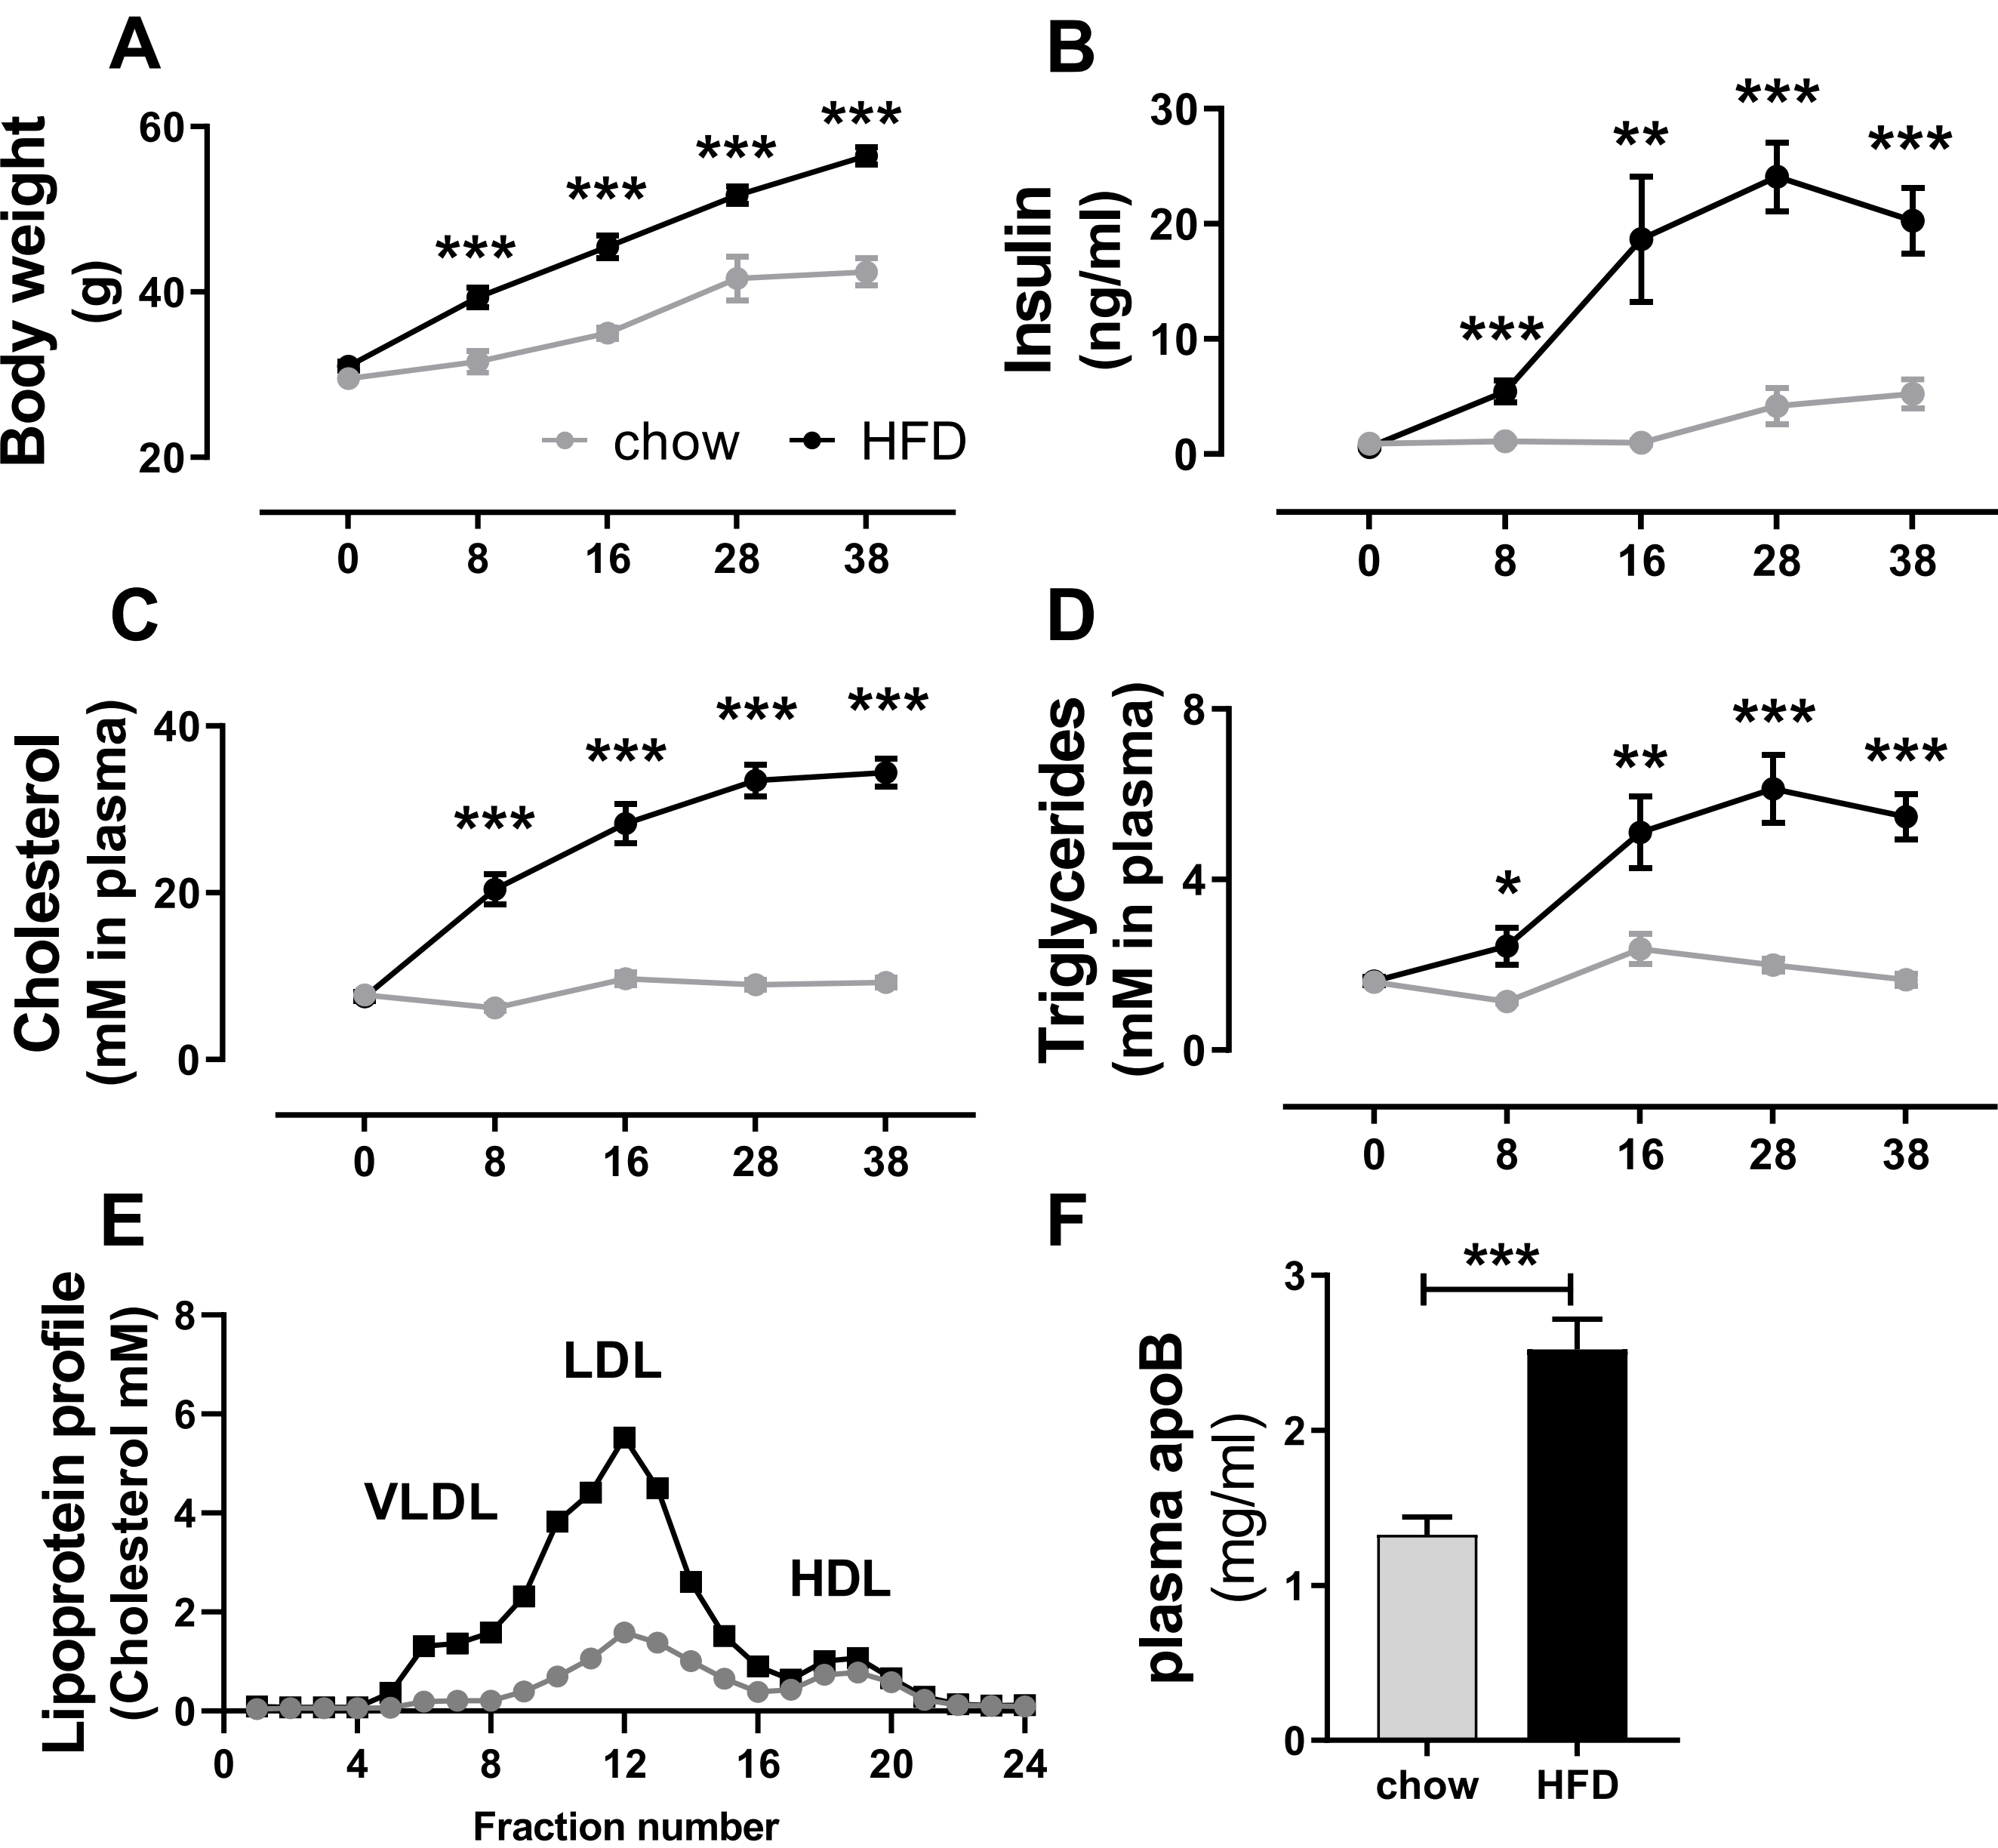 A
Body weight
(g)
60
40
20
***
***
***
***
chow
HFD
0 8 16 28 38
B
Insulin
(ng/ml)
30
20
10
0
***
**
***
***
0 8 16 28 38
C
Cholesterol
(mM in plasma)
40
20
0
***
***
***
***
0 8 16 28 38
D
Triglycerides
(mM in plasma)
8
4
0
*
**
***
***
0 8 16 28 38
E
Lipoprotein profile
(Cholesterol mM)
8
6
4
2
0
VLDL
LDL
HDL
0 4 8 12 16 20 24
Fraction number
F
plasma apoB
(mg/ml)
3
2
1
0
***
chow HFD